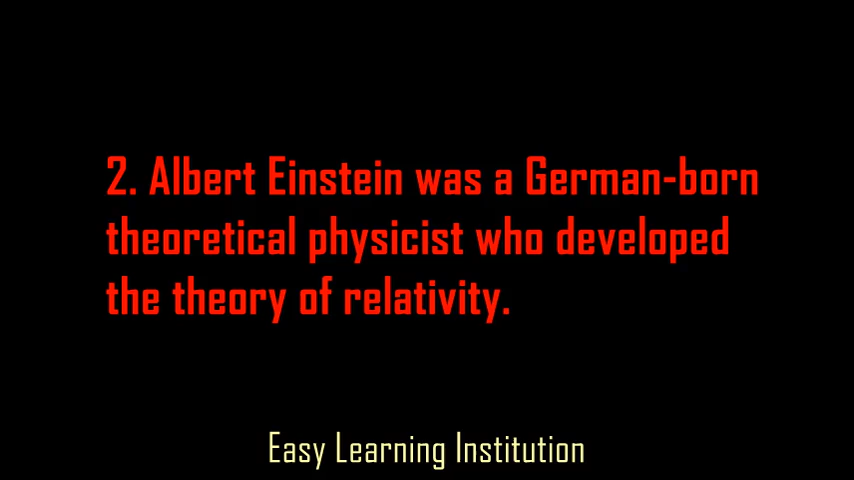 2. Albert Einstein was a German-born
theoretical physicist who developed
the theory of relativity.
Easy Learning Institution